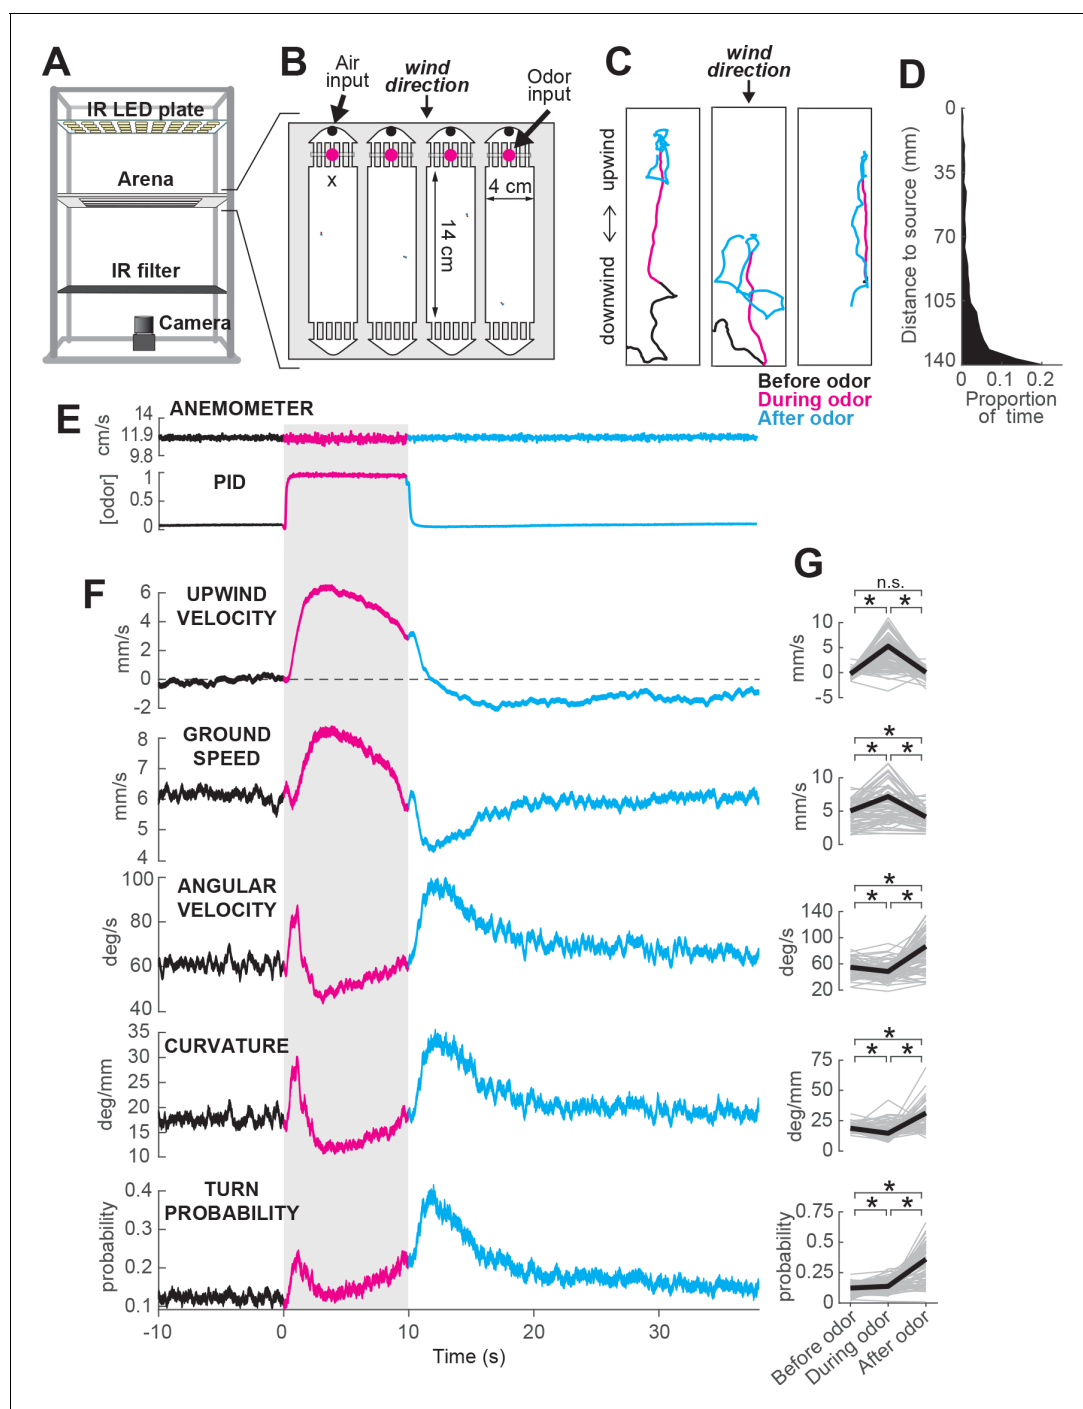 A
IR LED plate
Arena
IR filter
Camera
B
Air
input
wind
direction
Odor
input
x
4 cm
14 cm
C
wind
direction
upwind
downwind
Before odor
During odor
After odor
D
Distance to source (mm)
0
35
70
105
140
0
0.1
0.2
Proportion
of time
E
ANEMOMETER
cm/s
14
11.9
9.8
PID
[odor]
1
0.5
0
F
UPWIND
VELOCITY
mm/s
6
4
2
0
-2
GROUND
SPEED
mm/s
8
7
6
5
4
ANGULAR
VELOCITY
deg/s
100
80
60
40
CURVATURE
deg/mm
35
30
25
20
15
10
TURN
PROBABILITY
probability
0.4
0.3
0.2
0.1
-10
0
10
20
30
Time (s)
G
n.s.
* *
mm/s
10
5
0
-5
*
* *
mm/s
10
5
0
*
* *
deg/s
140
100
60
20
*
* *
deg/mm
75
50
25
0
*
* *
probability
0.75
0.5
0.25
0
Before odor
During odor
After odor